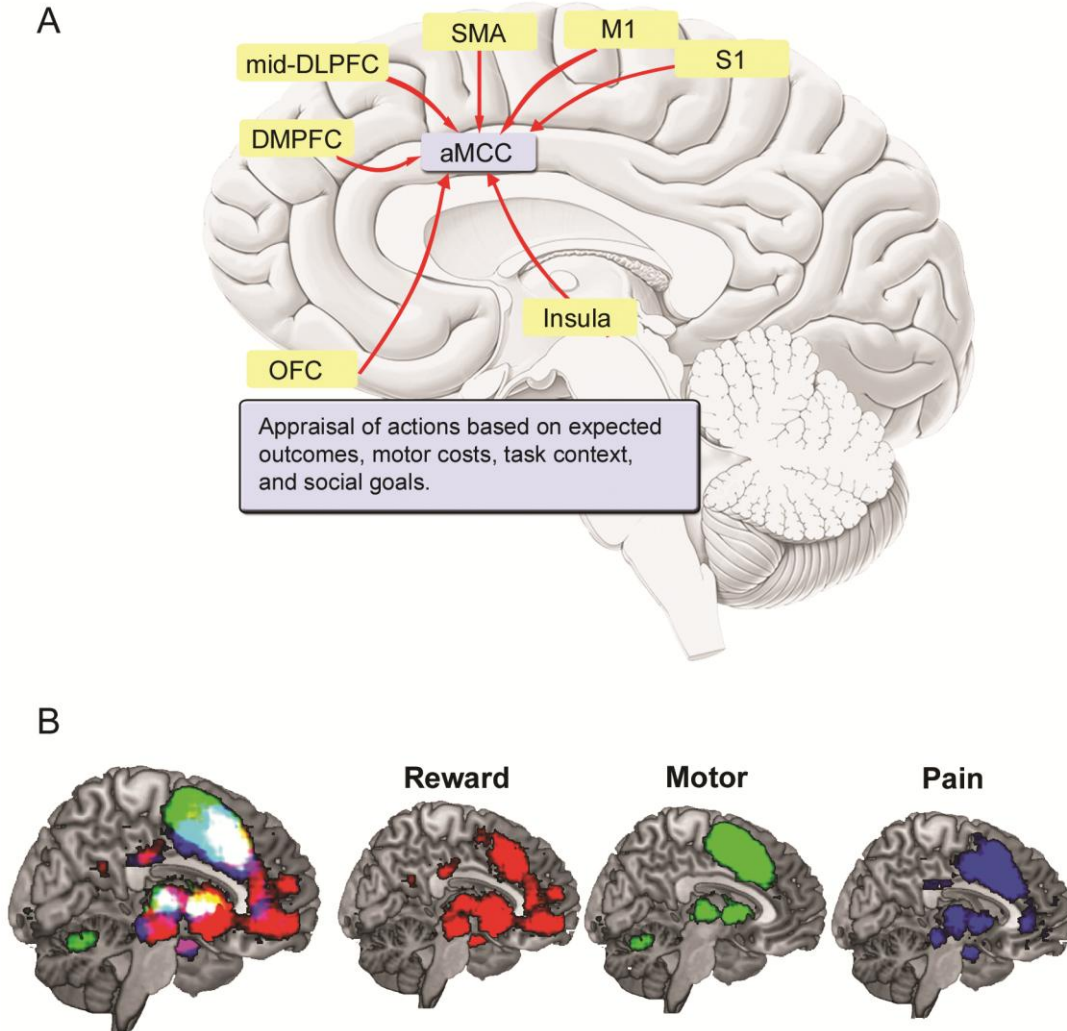 A
SMA
M1
mid-DLPFC
S1
DMPFC
aMCC
Insula
OFC
Appraisal of actions based on expected
outcomes, motor costs, task context,
and social goals.
B
Reward
Motor
Pain